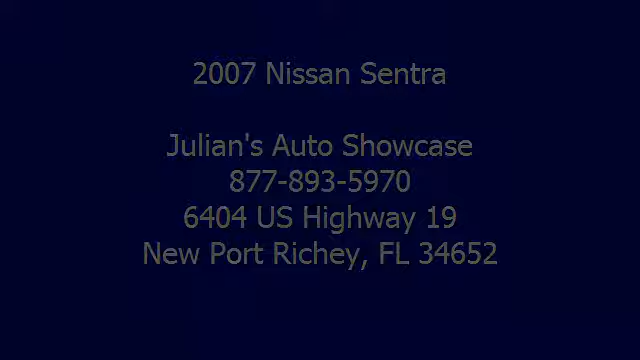 2007 Nissan Sentra
Julian's Auto Showcase
877-893-5970
6404 US Highway 19
New Port Richey, FL 34652